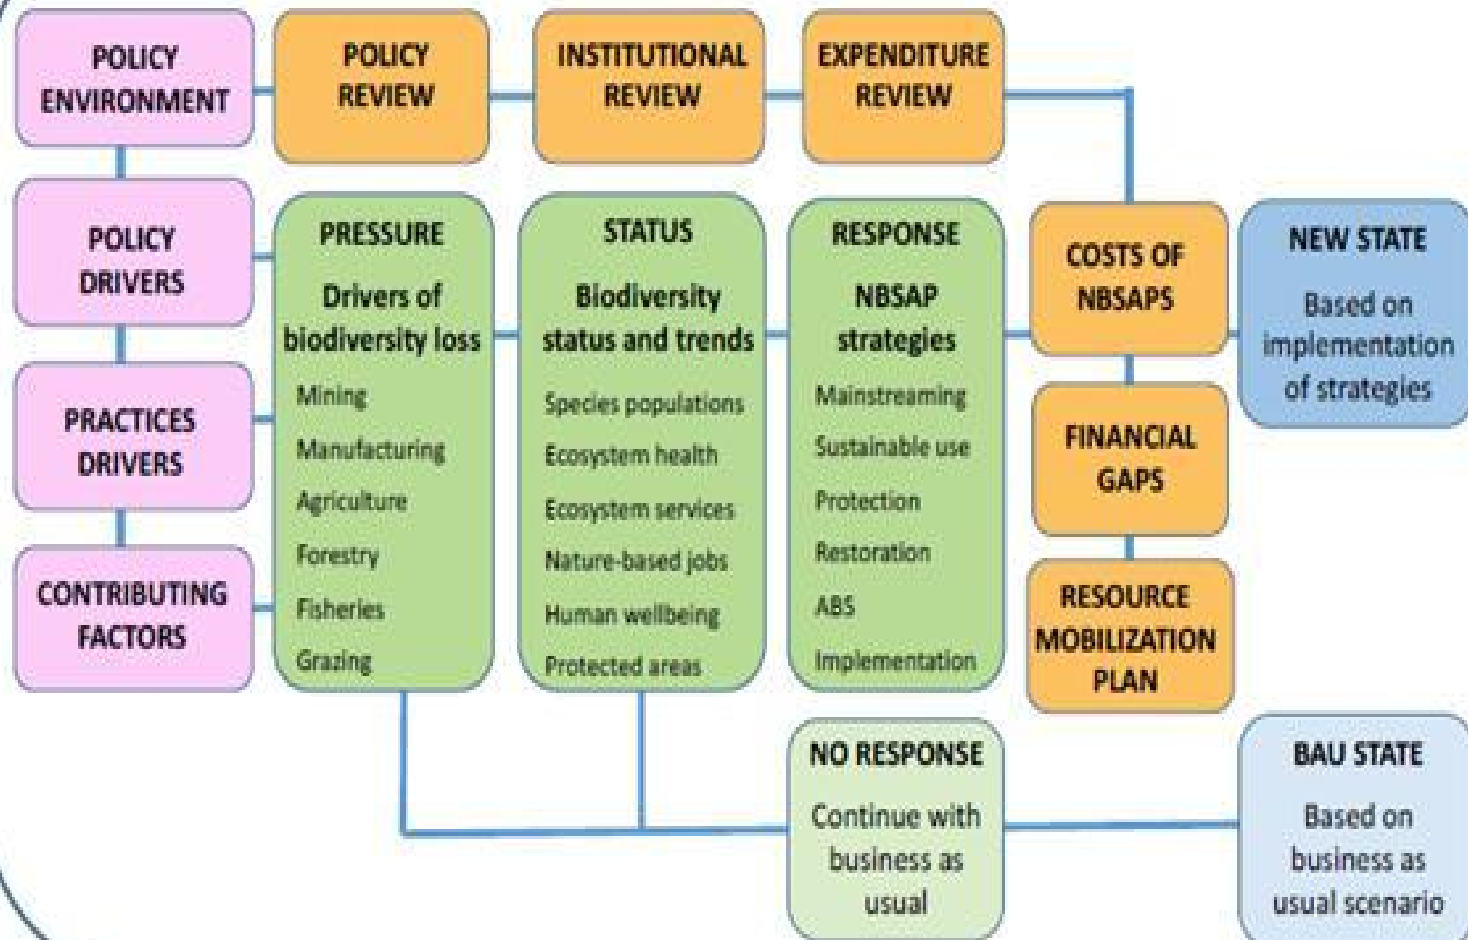 POLICY
ENVIRONMENT
POLICY
REVIEW
INSTITUTIONAL
REVIEW
EXPENDITURE
REVIEW
POLICY
DRIVERS
PRACTICES
DRIVERS
CONTRIBUTING
FACTORS
PRESSURE
Drivers of
biodiversity loss
Mining
Manufacturing
Agriculture
Forestry
Fisheries
Grazing
STATUS
Biodiversity
status and trends
Species populations
Ecosystem health
Ecosystem services
Nature-based jobs
Human wellbeing
Protected areas
RESPONSE
NBSAP
strategies
Mainstreaming
Sustainable use
Protection
Restoration
ABS
Implementation
COSTS OF
NBSAPS
FINANCIAL
GAPS
RESOURCE
MOBILIZATION
PLAN
NEW STATE
Based on
implementation
of strategies
NO RESPONSE
Continue with
business as
usual
BAU STATE
Based on
business as
usual scenario